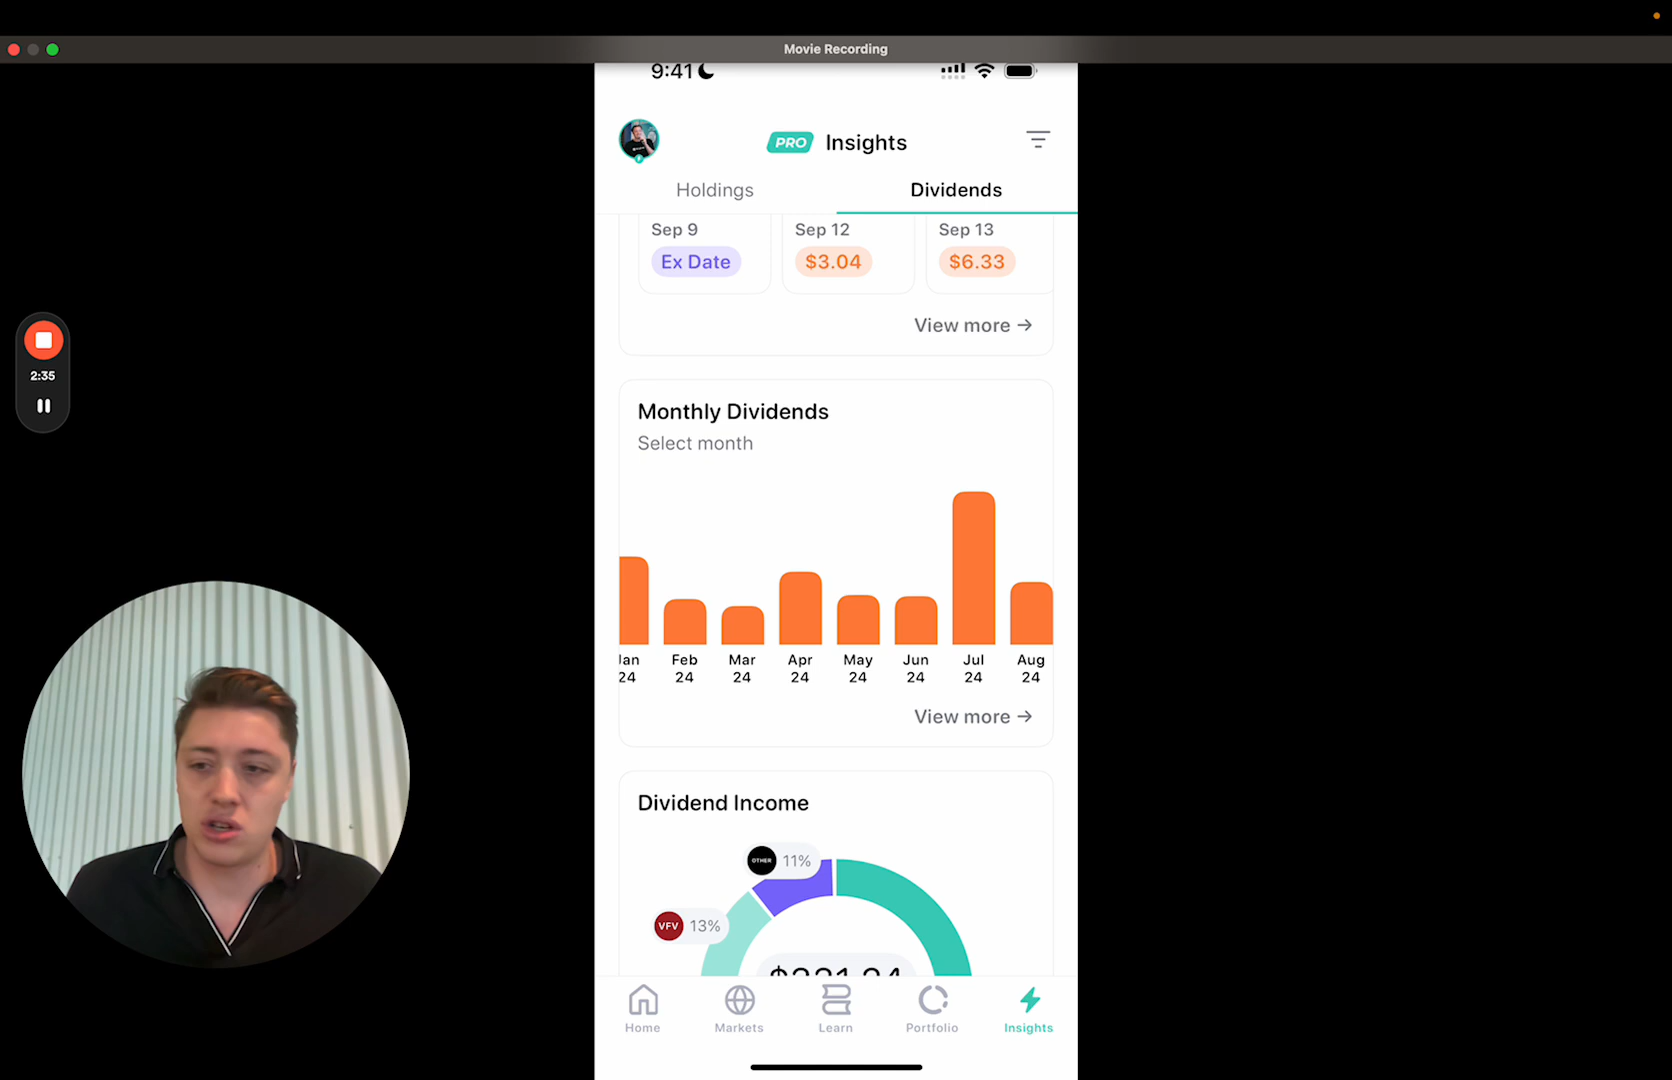 Movie Recording
9:41
PRO Insights
Holdings
Dividends
Sep 9
Ex Date
Sep 12
$3.04
Sep 13
$6.33
View more →
2:35
Monthly Dividends
Select month
Jan 24
Feb 24
Mar 24
Apr 24
May 24
Jun 24
Jul 24
Aug 24
View more →
Dividend Income
OTHER 11%
VFV 13%
Home
Markets
Learn
Portfolio
Insights